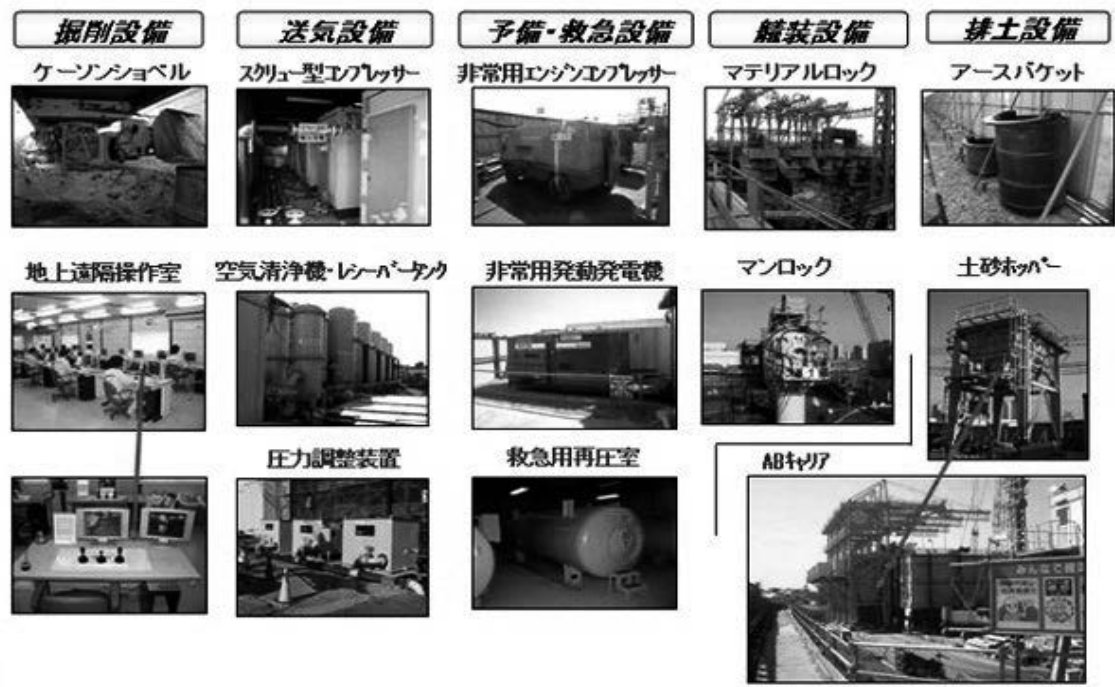 掘削設備
送気設備
予備・救急設備
艤装設備
排土設備
ケーソンショベル
スクリュー型コンプレッサー
非常用エンジンコンプレッサー
マテリアルロック
アースバケット
地上遠隔操作室
空気清浄機・レシーバータンク
非常用発動発電機
マンロック
土砂ホッパー
圧力調整装置
救急用再圧室
ABキャリア
みんなで